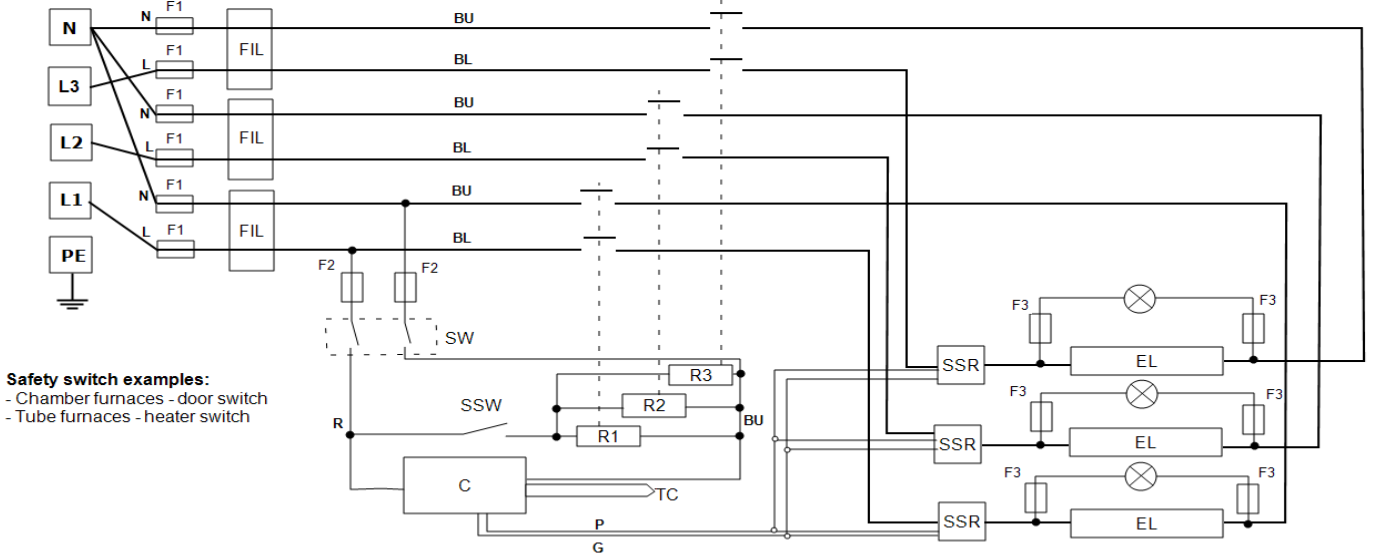 N F1 BU
N
FIL
L3 L F1 BL
F1 BU
N
FIL
L2 L F1 BL
F1 BU
N
FIL
L1 L F1 BL
PE
F2 F2
SW
F3 F3
SSR EL
R3
Safety switch examples:
- Chamber furnaces - door switch
- Tube furnaces - heater switch
SSW R2
R BU
R1
F3 F3
SSR EL
C
TC
F3 F3
SSR EL
P
G